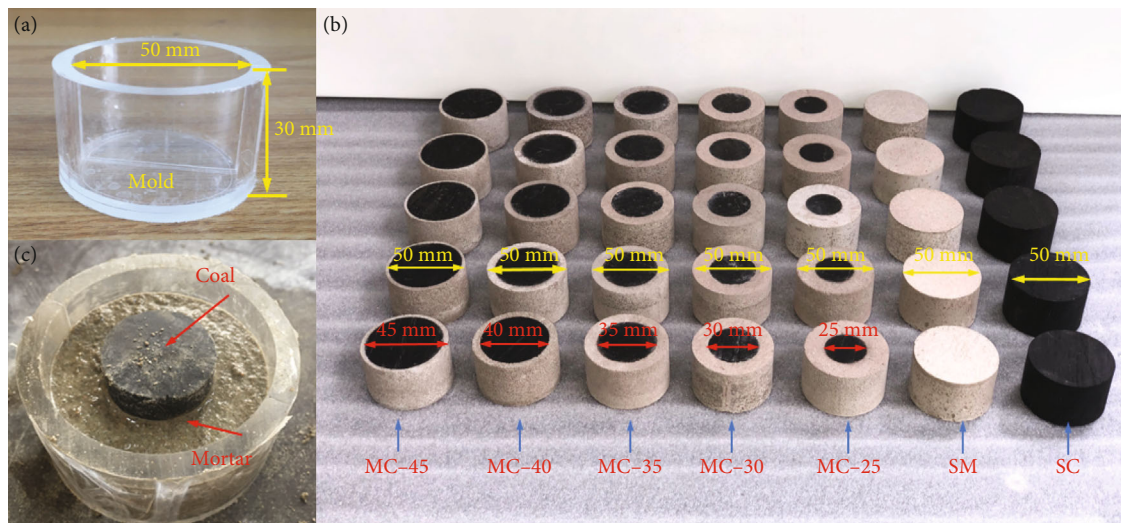 (a)
50 mm
30 mm
Mold
(b)
50 mm 50 mm 50 mm 50 mm 50 mm 50 mm 50 mm
45 mm 40 mm 35 mm 30 mm 25 mm
MC–45 MC–40 MC–35 MC–30 MC–25 SM SC
(c)
Coal
Mortar